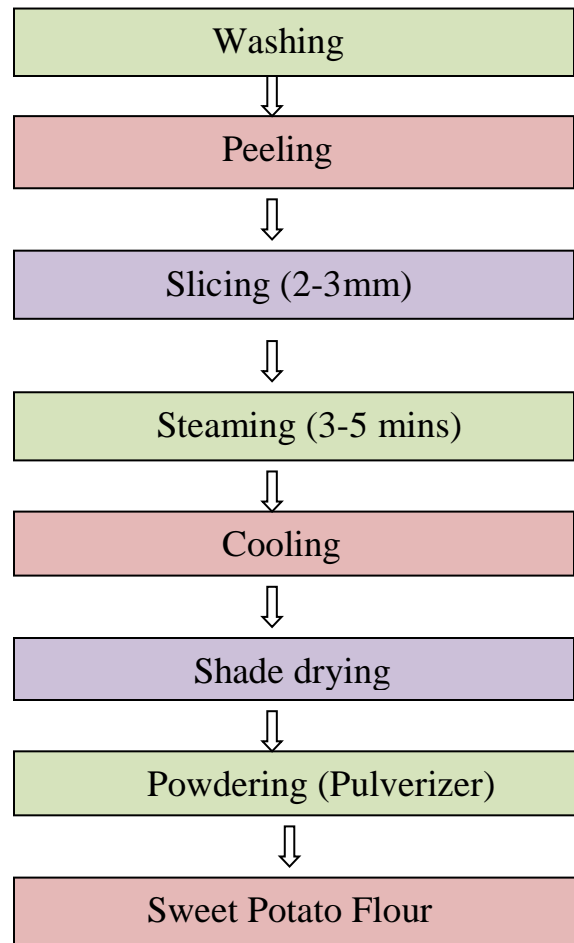 Washing
Peeling
Slicing (2-3mm)
Steaming (3-5 mins)
Cooling
Shade drying
Powdering (Pulverizer)
Sweet Potato Flour